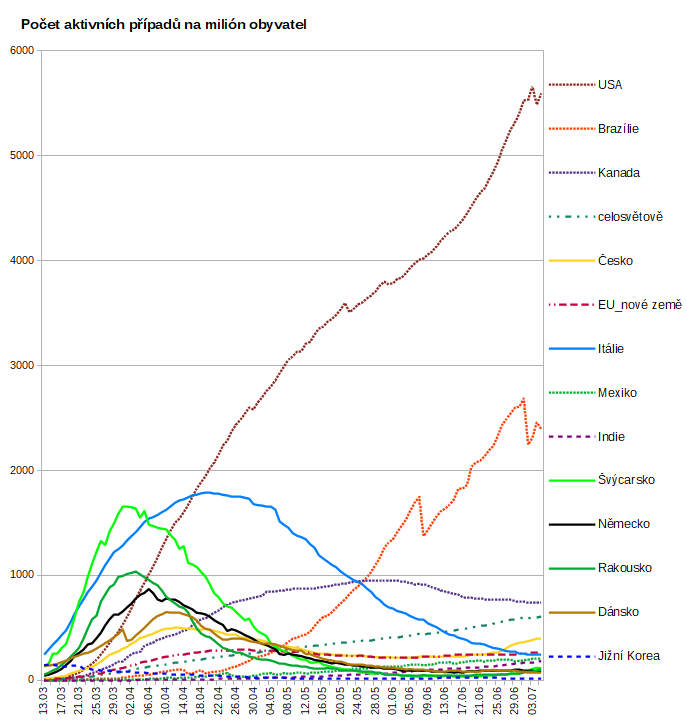 Počet aktivních případů na milión obyvatel
6000
5000
4000
3000
2000
1000
0
USA
Brazílie
Kanada
celosvětově
Česko
EU_nové země
Itálie
Mexiko
Indie
Švýcarsko
Německo
Rakousko
Dánsko
Jižní Korea
13.03.
17.03.
21.03.
25.03.
29.03.
02.04.
06.04.
10.04.
14.04.
18.04.
22.04.
26.04.
30.04.
04.05.
08.05.
12.05.
16.05.
20.05.
24.05.
28.05.
01.06.
05.06.
09.06.
13.06.
17.06.
21.06.
25.06.
29.06.
03.07.